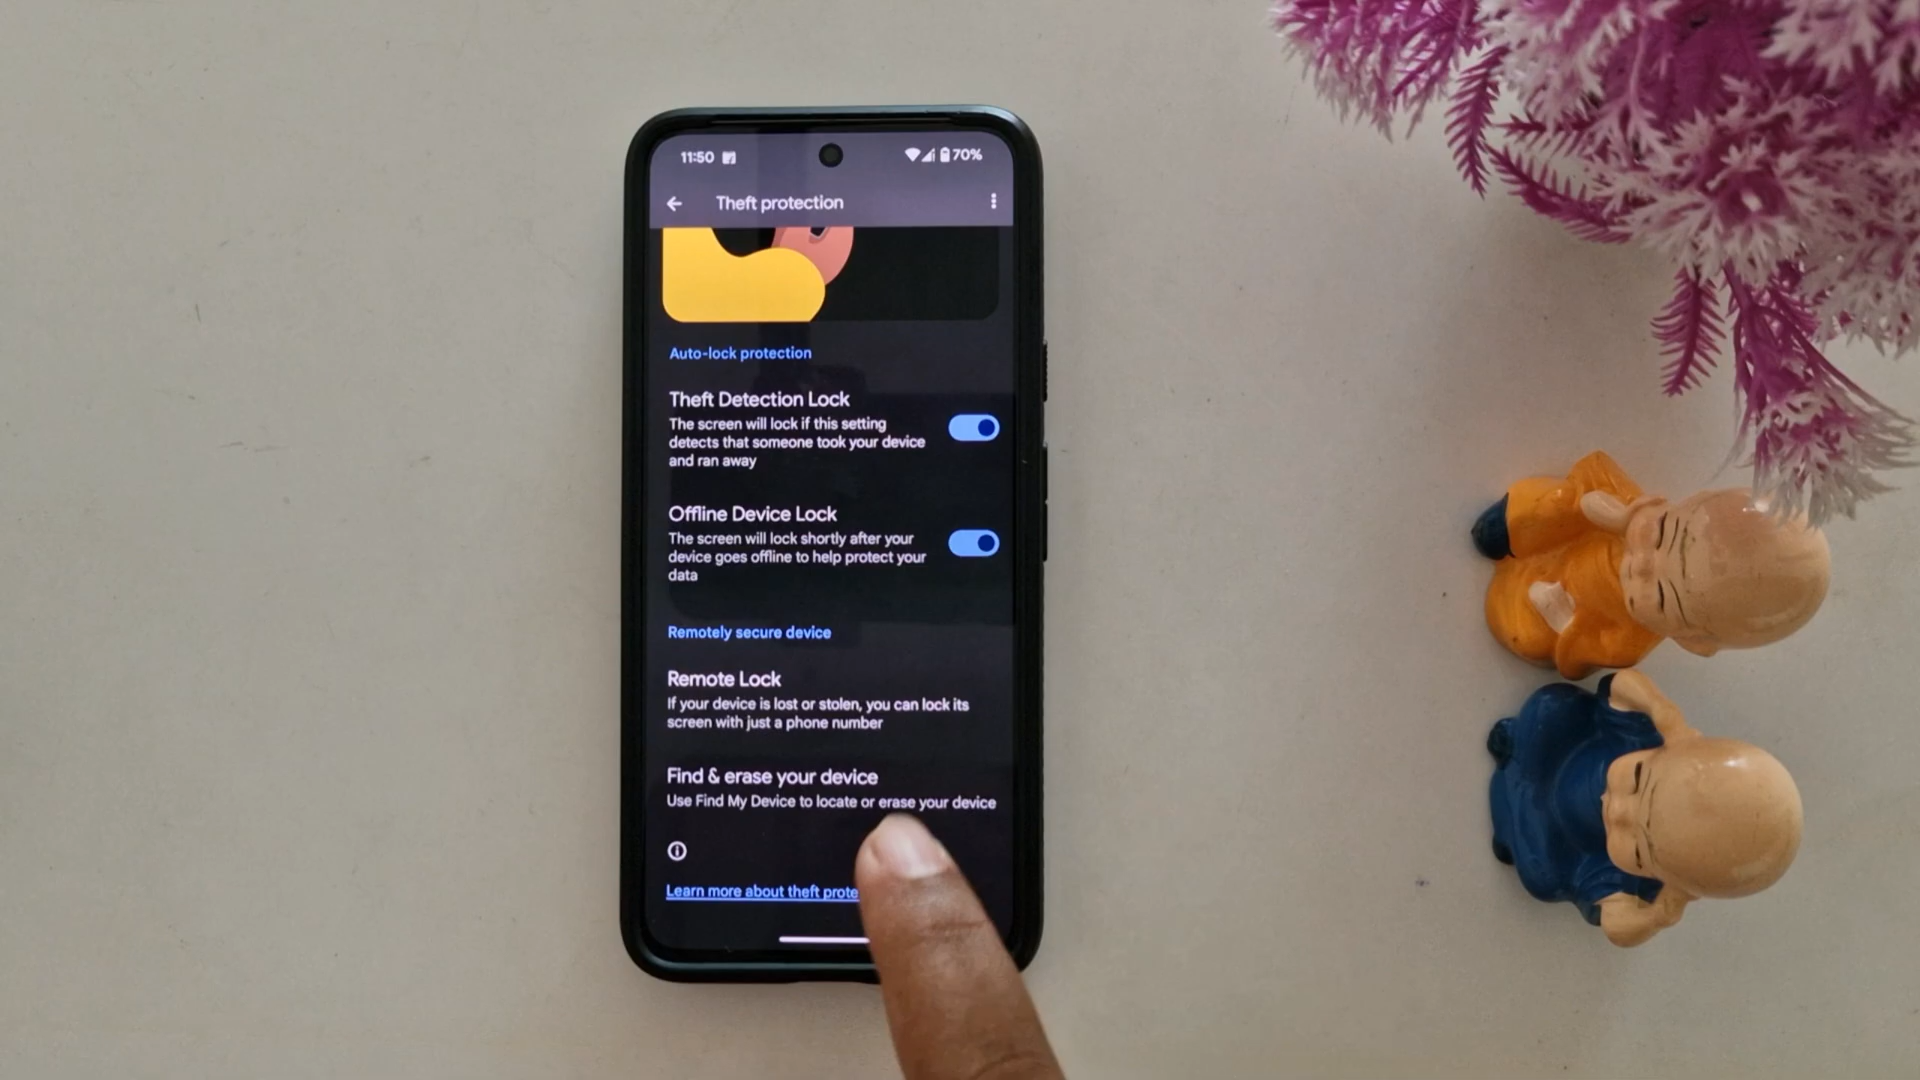 11:50
70%
Theft protection
Auto-lock protection
Theft Detection Lock
The screen will lock if this setting
detects that someone took your device
and ran away
Offline Device Lock
The screen will lock shortly after your
device goes offline to help protect your
data
Remotely secure device
Remote Lock
If your device is lost or stolen, you can lock its
screen with just a phone number
Find & erase your device
Use Find My Device to locate or erase your device
Learn more about theft prote